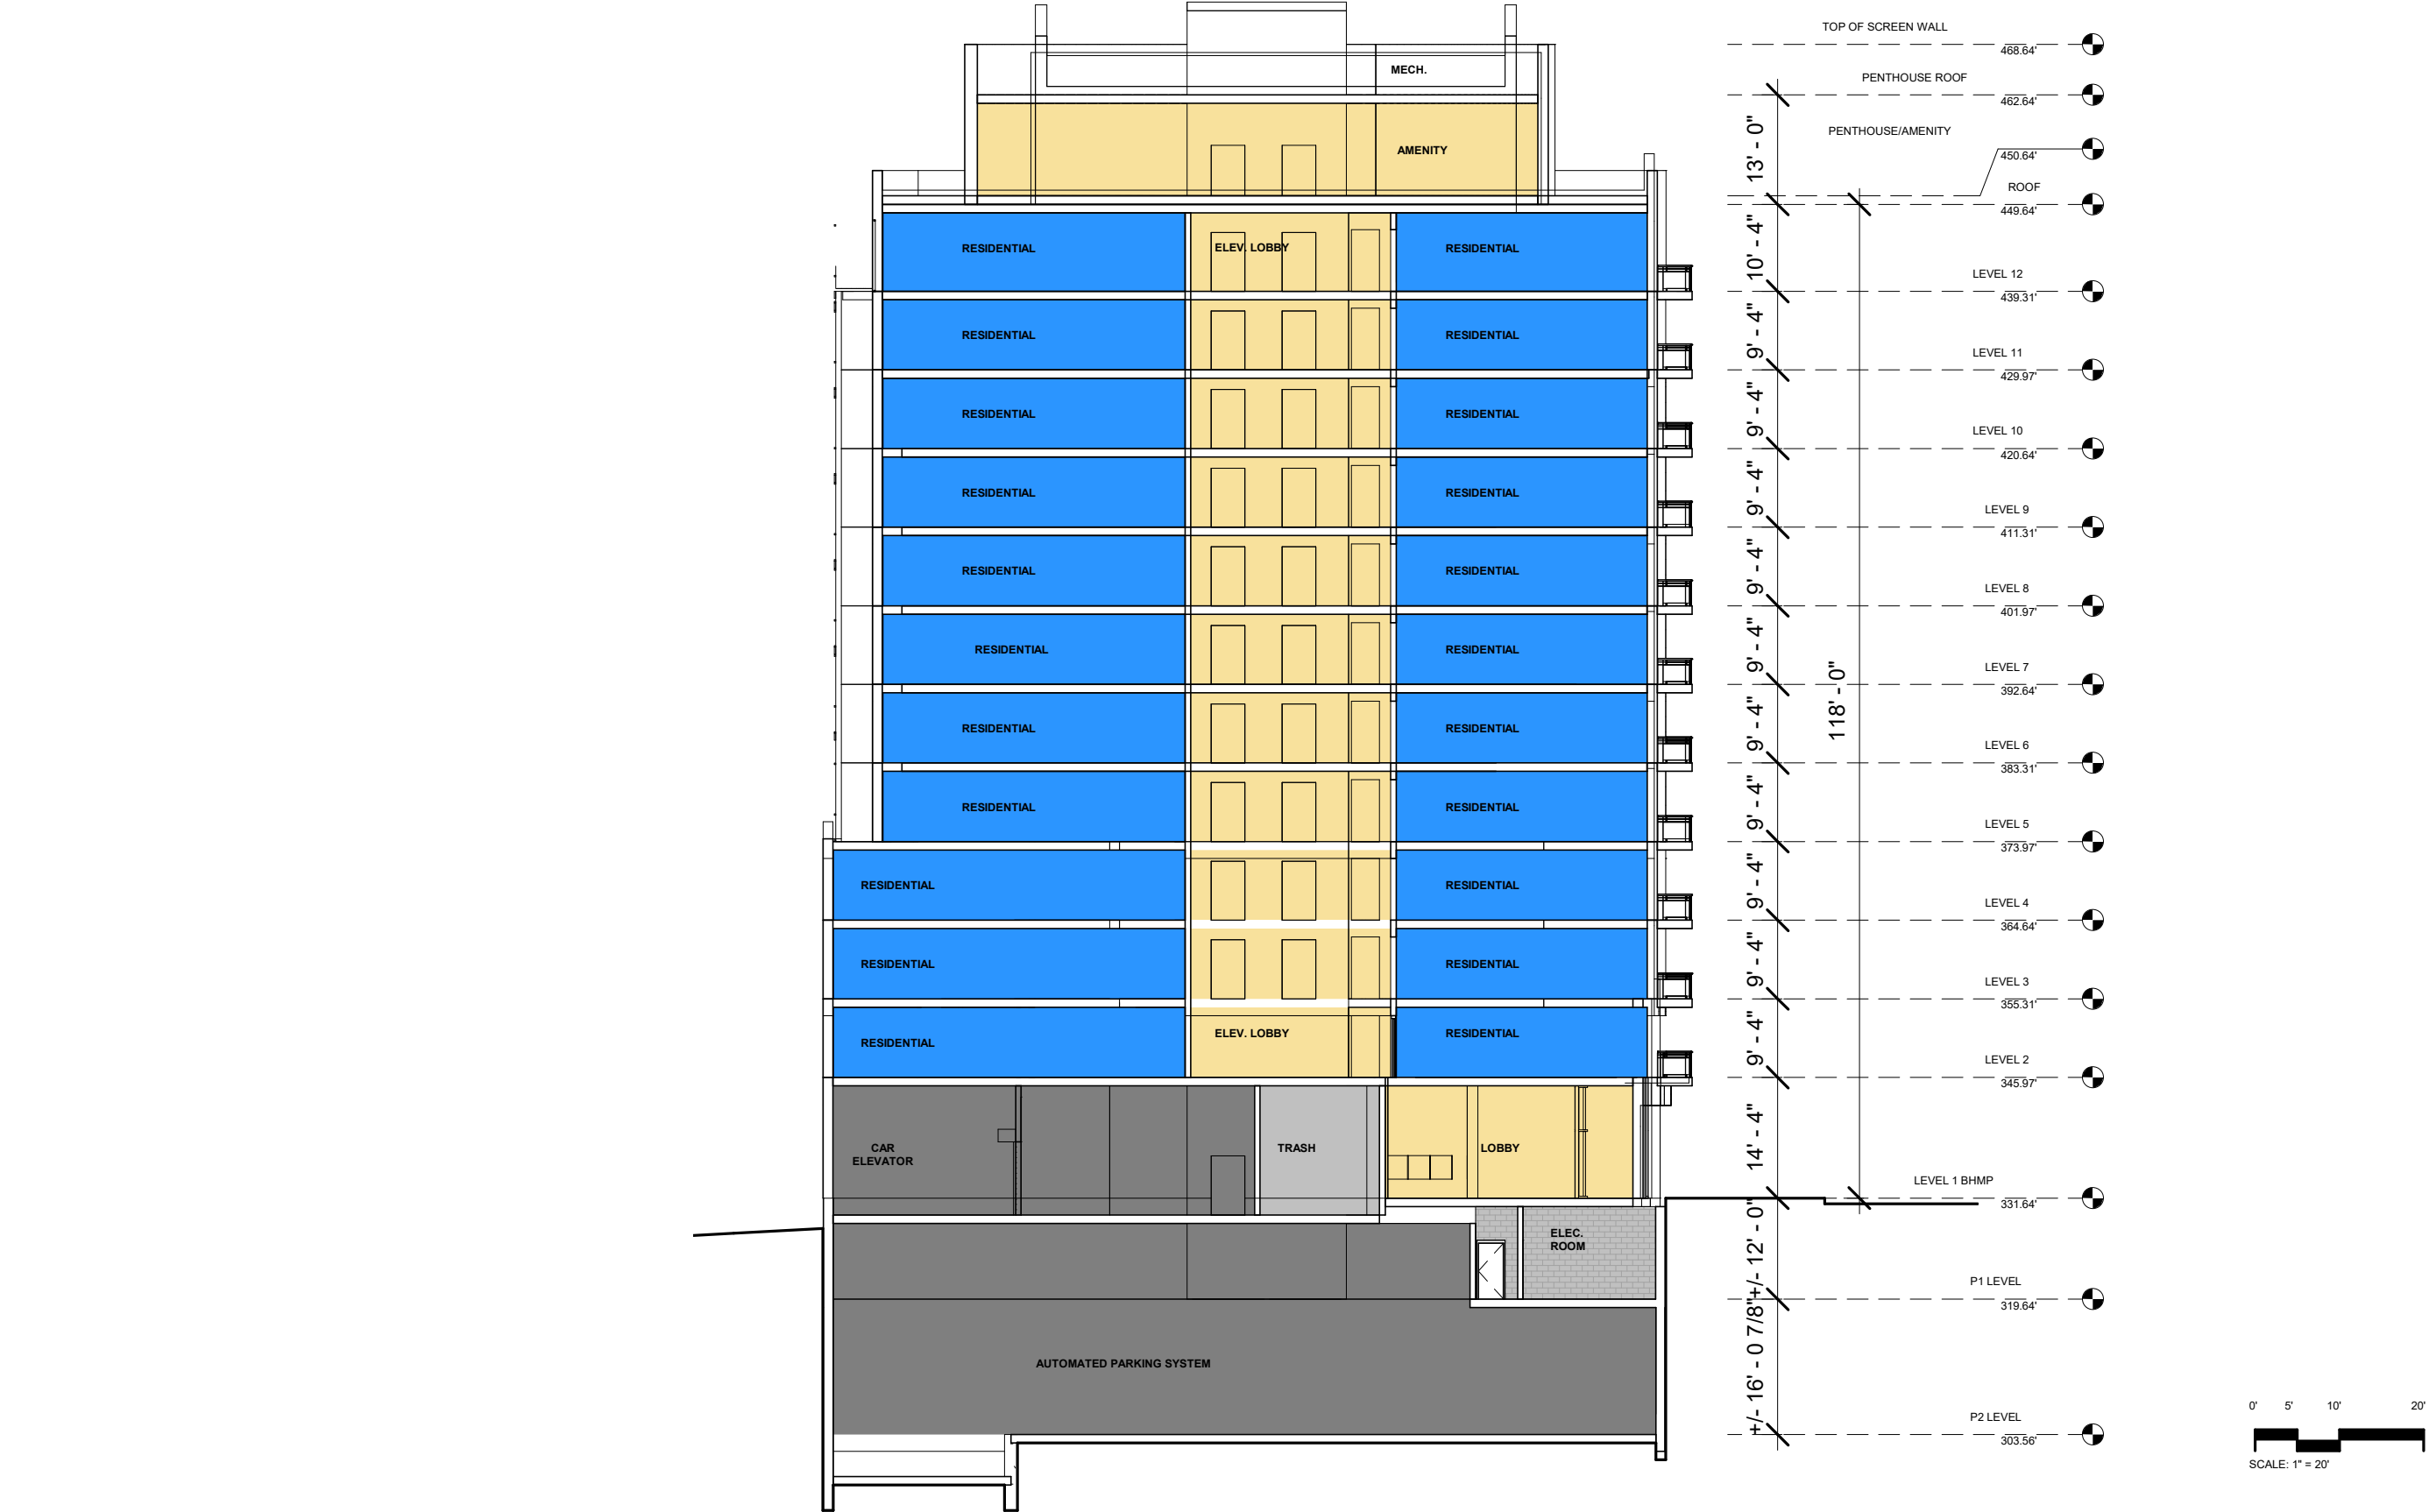 TOP OF SCREEN WALL
468.64'
MECH.
PENTHOUSE ROOF
462.64'
13' - 0"
PENTHOUSE/AMENITY
AMENITY
450.64'
ROOF
449.64'
RESIDENTIAL
ELEV. LOBBY
RESIDENTIAL
10' - 4"
LEVEL 12
439.31'
RESIDENTIAL
RESIDENTIAL
9' - 4"
LEVEL 11
429.97'
RESIDENTIAL
RESIDENTIAL
9' - 4"
LEVEL 10
420.64'
RESIDENTIAL
RESIDENTIAL
9' - 4"
LEVEL 9
411.31'
RESIDENTIAL
RESIDENTIAL
9' - 4"
LEVEL 8
401.97'
RESIDENTIAL
RESIDENTIAL
9' - 4"
LEVEL 7
392.64'
118' - 0"
RESIDENTIAL
RESIDENTIAL
9' - 4"
LEVEL 6
383.31'
RESIDENTIAL
RESIDENTIAL
9' - 4"
LEVEL 5
373.97'
RESIDENTIAL
RESIDENTIAL
9' - 4"
LEVEL 4
364.64'
RESIDENTIAL
RESIDENTIAL
9' - 4"
LEVEL 3
355.31'
RESIDENTIAL
ELEV. LOBBY
RESIDENTIAL
9' - 4"
LEVEL 2
345.97'
CAR
ELEVATOR
TRASH
LOBBY
14' - 4"
LEVEL 1 BHMP
331.64'
ELEC.
ROOM
+/- 12' - 0"
P1 LEVEL
319.64'
AUTOMATED PARKING SYSTEM
+/- 16' - 0 7/8"
P2 LEVEL
303.56'
0' 5' 10' 20'
SCALE: 1" = 20'